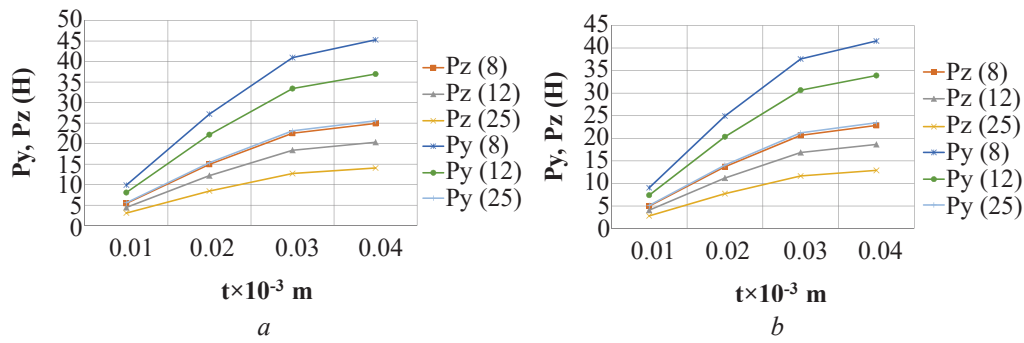 Py, Pz (H)
50
45
40
35
30
25
20
15
10
5
0
0.01 0.02 0.03 0.04
t×10⁻³ m
Pz (8)
Pz (12)
Pz (25)
Py (8)
Py (12)
Py (25)
a
Py, Pz (H)
45
40
35
30
25
20
15
10
5
0
0.01 0.02 0.03 0.04
t×10⁻³ m
Pz (8)
Pz (12)
Pz (25)
Py (8)
Py (12)
Py (25)
b